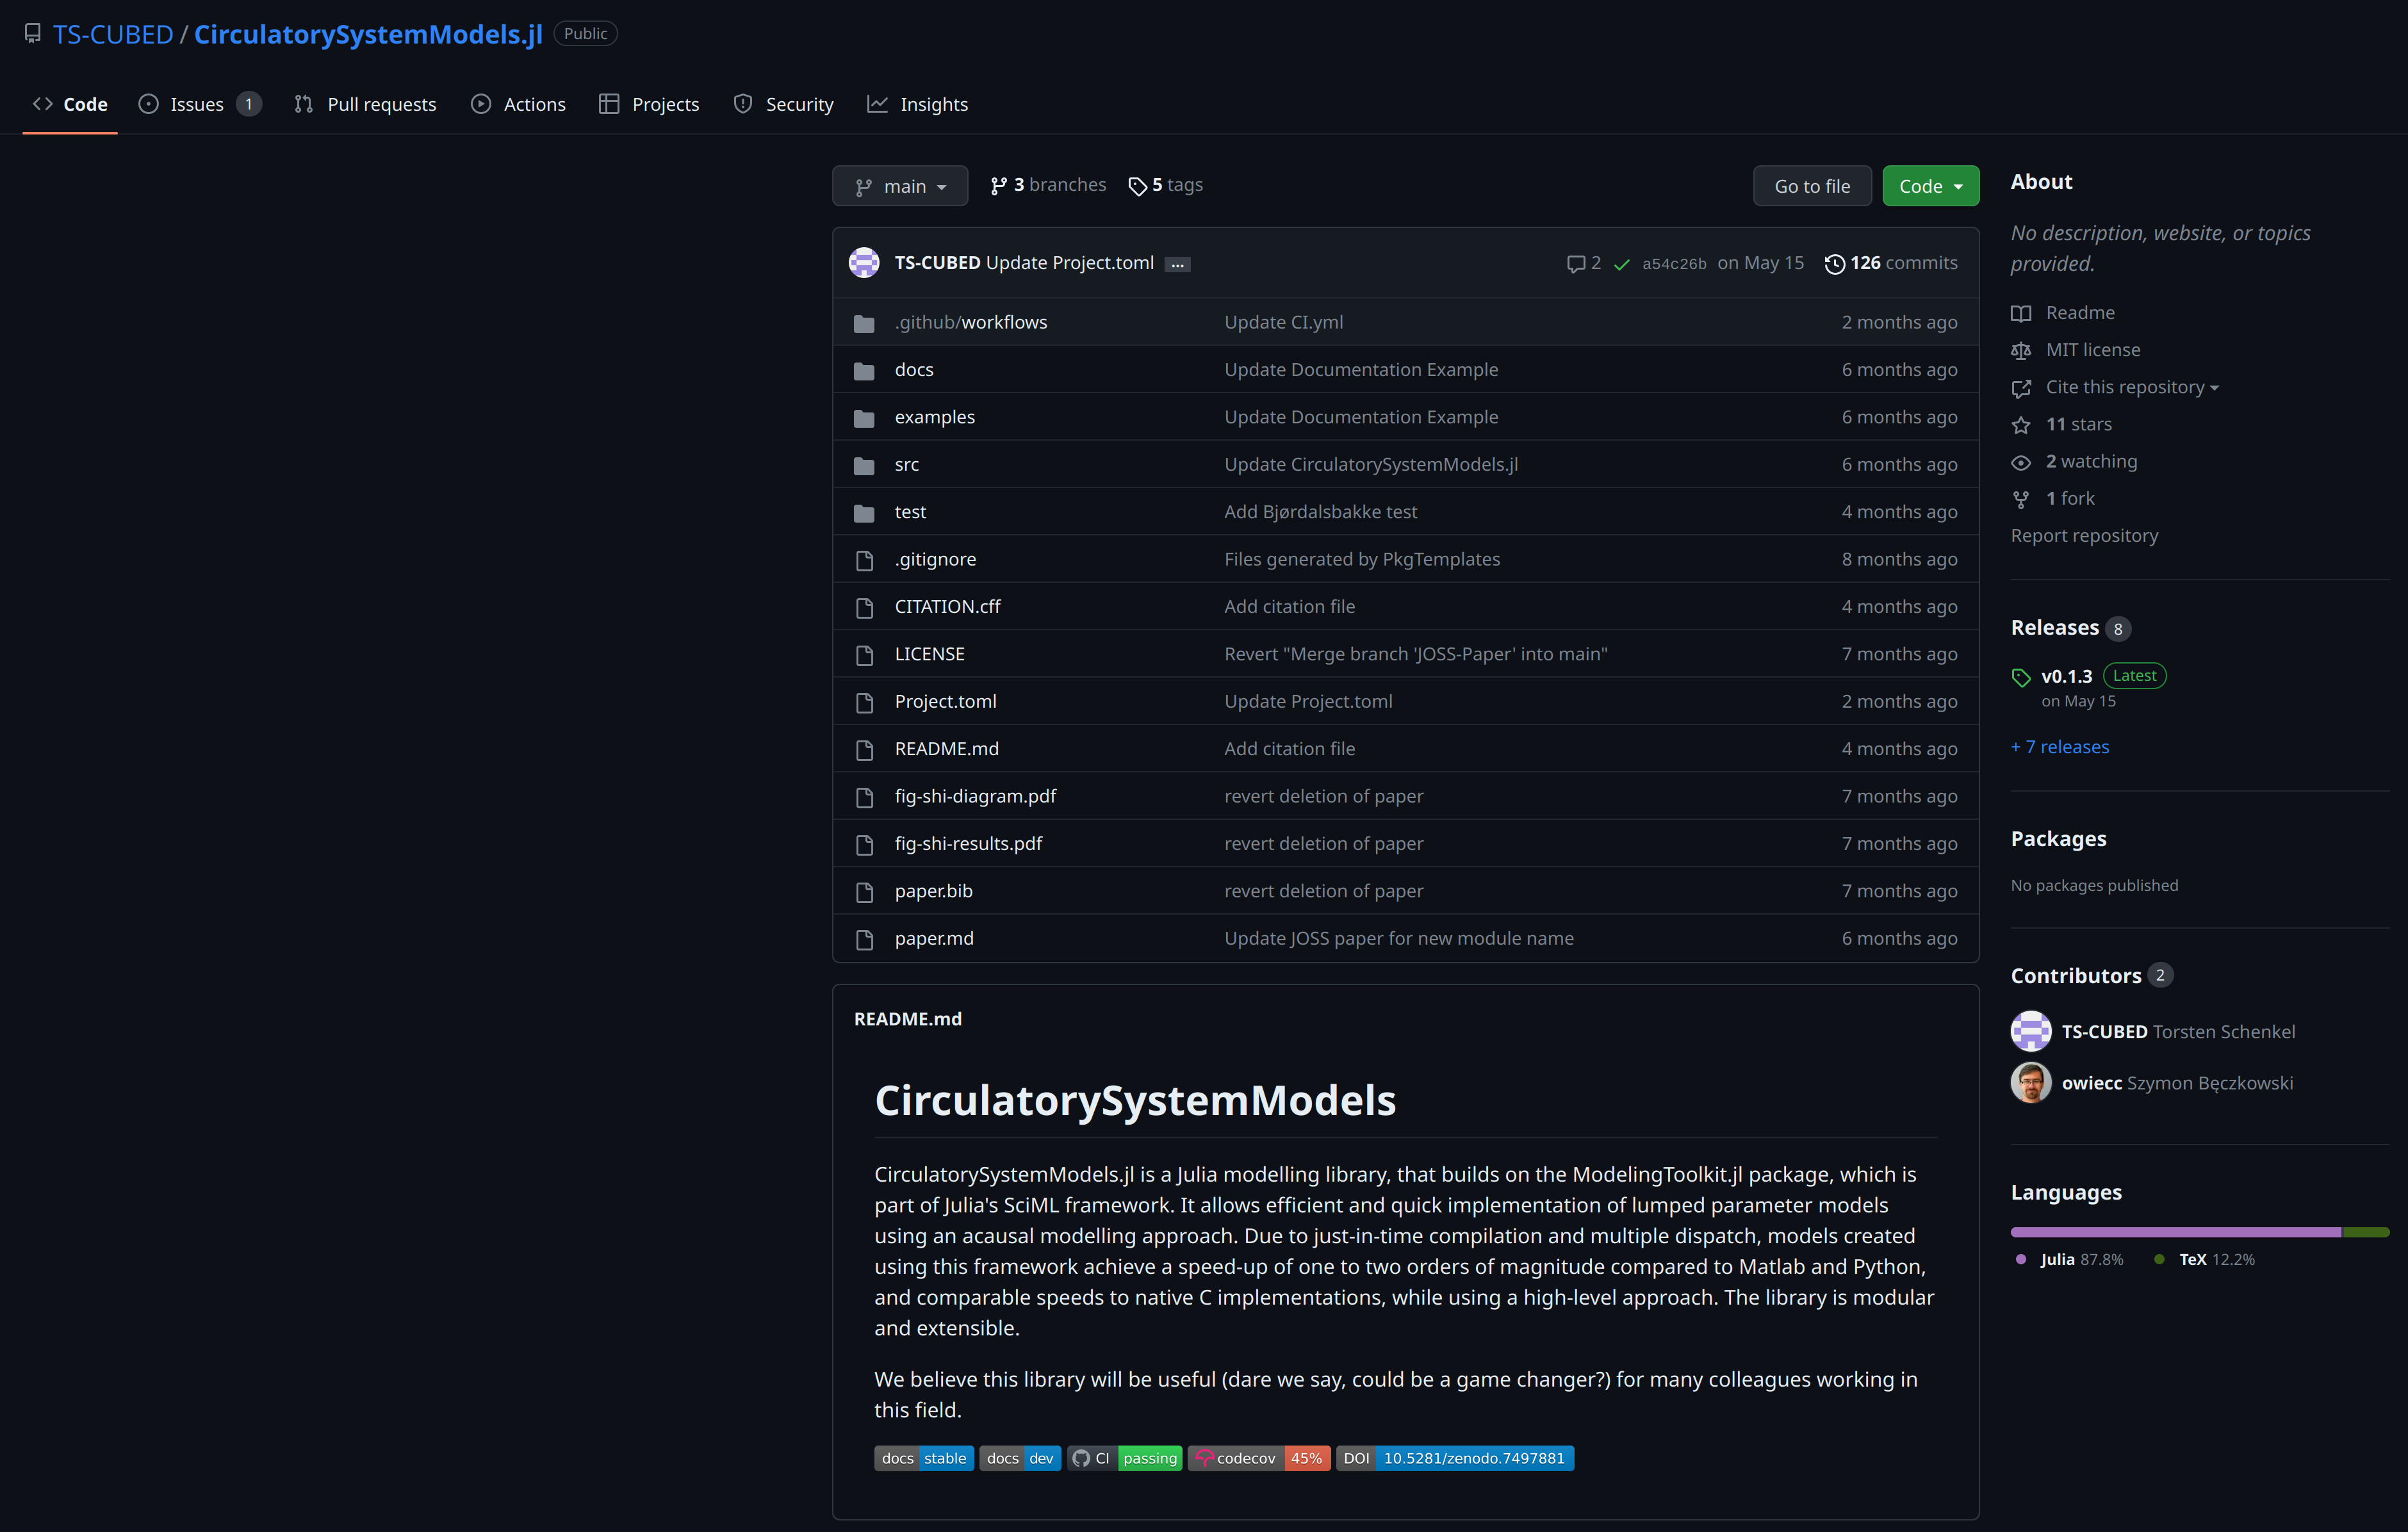 TS-CUBED / CirculatorySystemModels.jl Public
Code Issues 1 Pull requests Actions Projects Security Insights
main 3 branches 5 tags Go to file Code
TS-CUBED Update Project.toml ... 2 a54c26b on May 15 126 commits
.github/workflows Update CI.yml 2 months ago
docs Update Documentation Example 6 months ago
examples Update Documentation Example 6 months ago
src Update CirculatorySystemModels.jl 6 months ago
test Add Bjørdalsbakke test 4 months ago
.gitignore Files generated by PkgTemplates 8 months ago
CITATION.cff Add citation file 4 months ago
LICENSE Revert "Merge branch 'JOSS-Paper' into main" 7 months ago
Project.toml Update Project.toml 2 months ago
README.md Add citation file 4 months ago
fig-shi-diagram.pdf revert deletion of paper 7 months ago
fig-shi-results.pdf revert deletion of paper 7 months ago
paper.bib revert deletion of paper 7 months ago
paper.md Update JOSS paper for new module name 6 months ago
README.md
CirculatorySystemModels
CirculatorySystemModels.jl is a Julia modelling library, that builds on the ModelingToolkit.jl package, which is
part of Julia's SciML framework. It allows efficient and quick implementation of lumped parameter models
using an acausal modelling approach. Due to just-in-time compilation and multiple dispatch, models created
using this framework achieve a speed-up of one to two orders of magnitude compared to Matlab and Python,
and comparable speeds to native C implementations, while using a high-level approach. The library is modular
and extensible.
We believe this library will be useful (dare we say, could be a game changer?) for many colleagues working in
this field.
docs stable docs dev CI passing codecov 45% DOI 10.5281/zenodo.7497881
About
No description, website, or topics
provided.
Readme
MIT license
Cite this repository
11 stars
2 watching
1 fork
Report repository
Releases 8
v0.1.3 Latest
on May 15
+ 7 releases
Packages
No packages published
Contributors 2
TS-CUBED Torsten Schenkel
owiecc Szymon Bęczkowski
Languages
Julia 87.8% TeX 12.2%